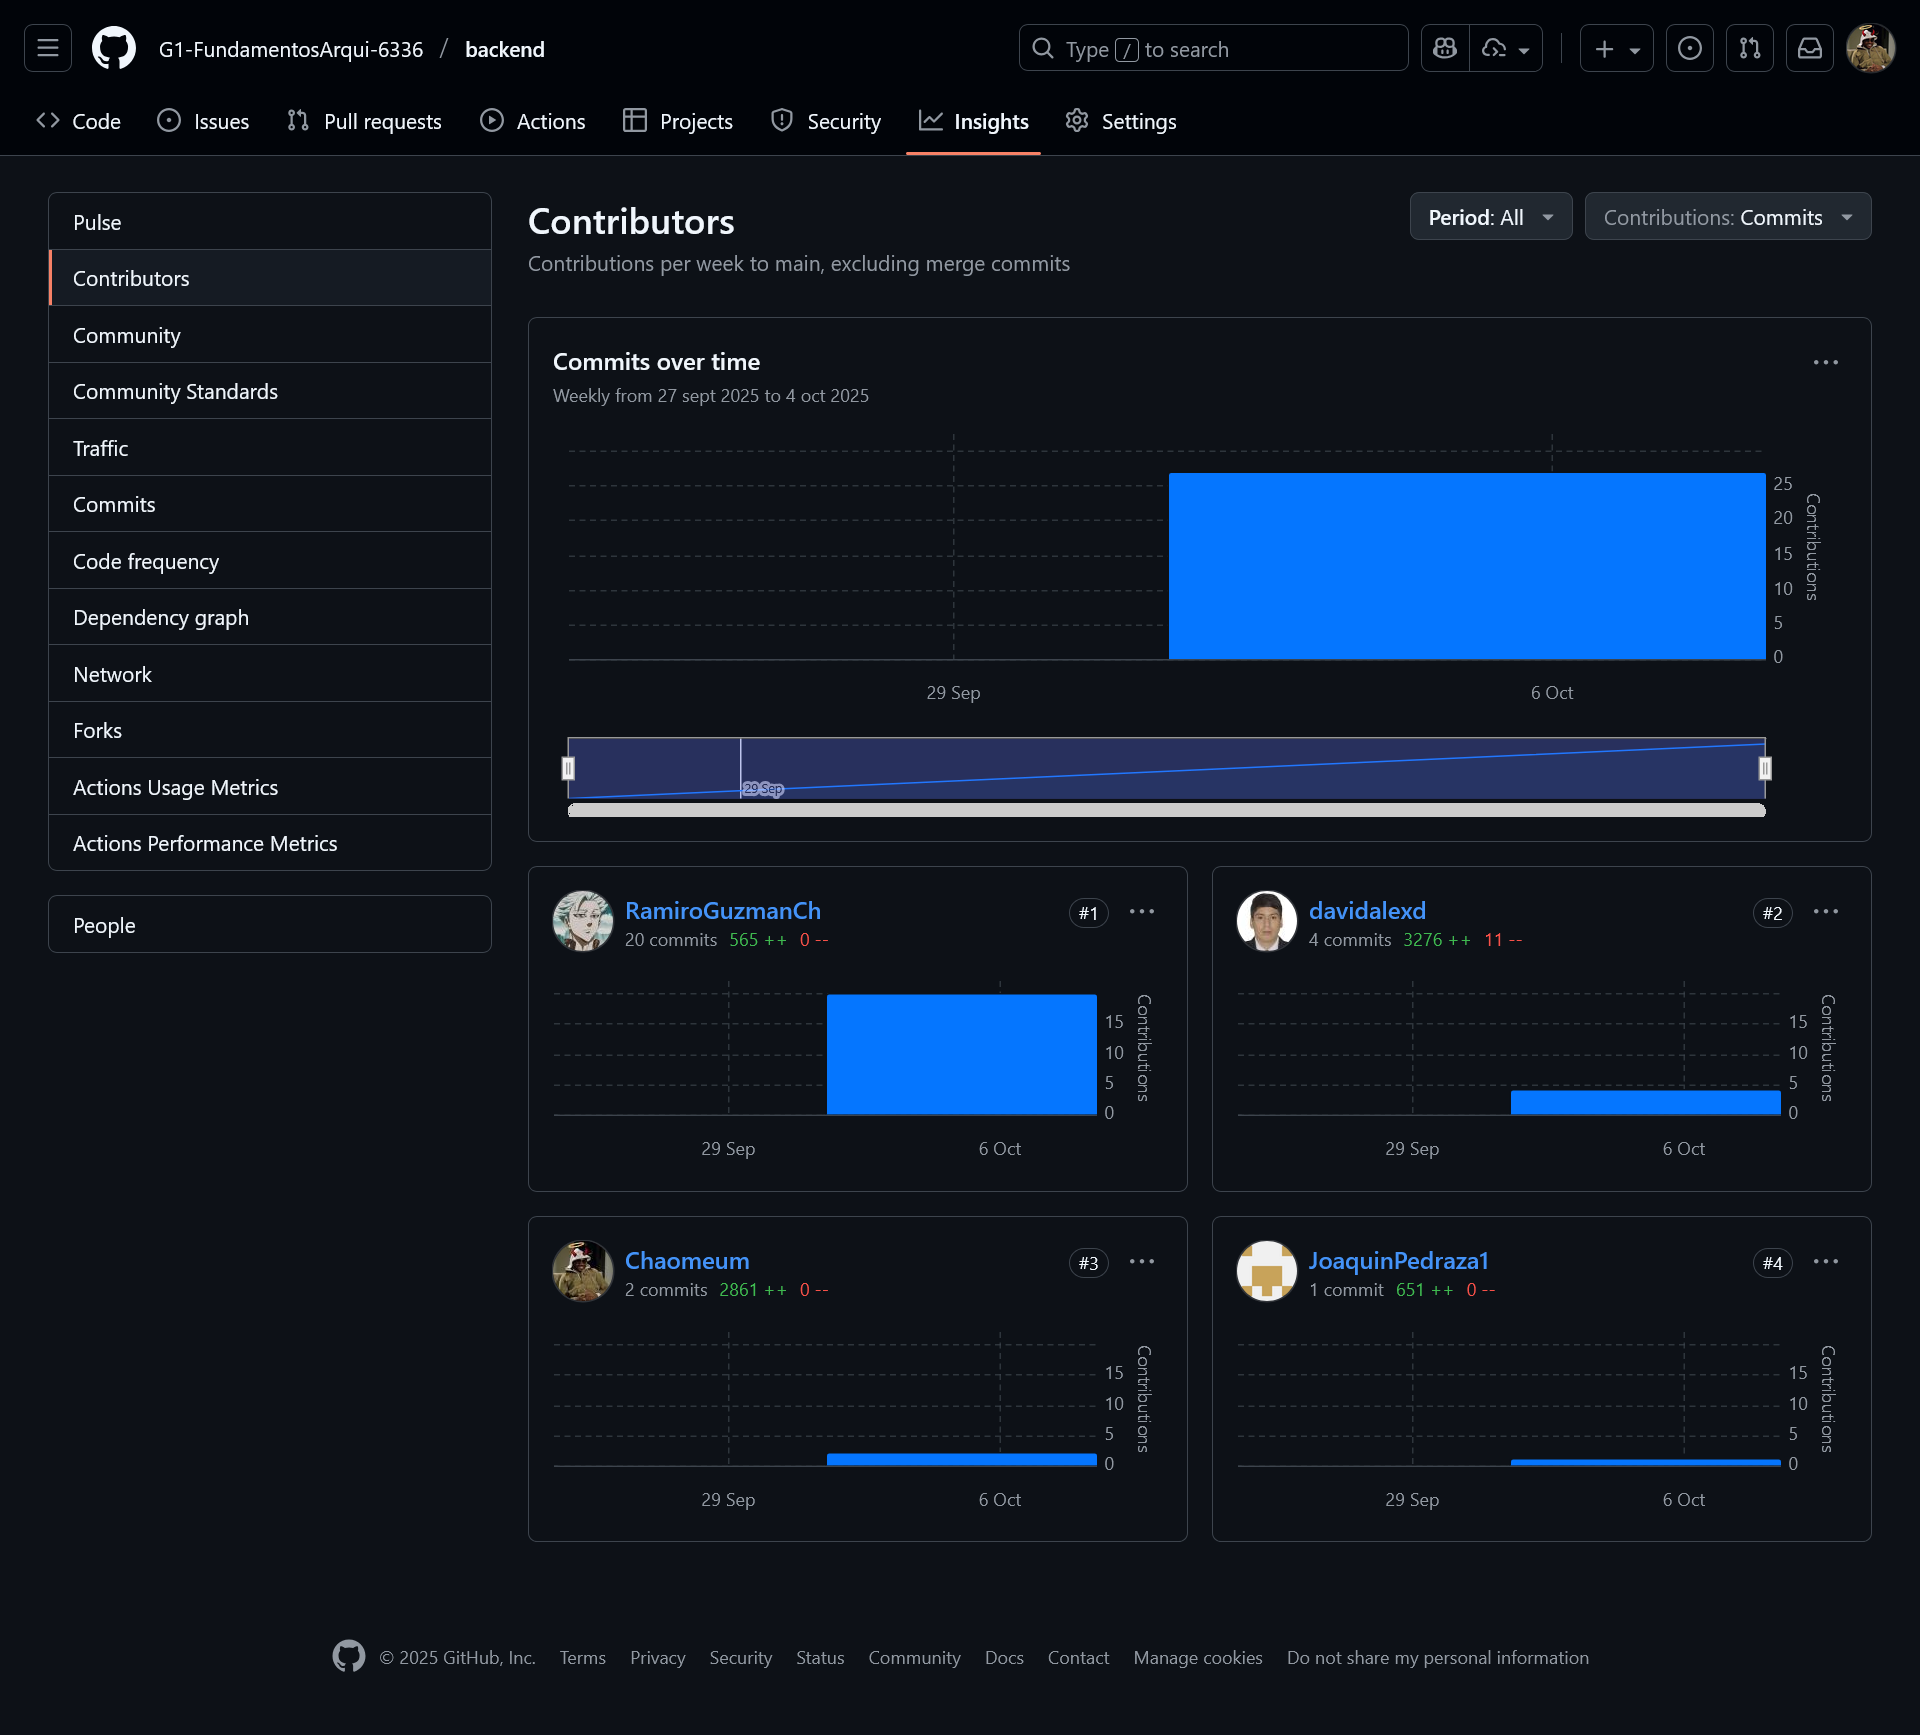 G1-FundamentosArqui-6336 / backend
Type / to search
Code Issues Pull requests Actions Projects Security Insights Settings
Pulse
Contributors
Community
Community Standards
Traffic
Commits
Code frequency
Dependency graph
Network
Forks
Actions Usage Metrics
Actions Performance Metrics
People
Contributors
Contributions per week to main, excluding merge commits
Period: All
Contributions: Commits
Commits over time
Weekly from 27 sept 2025 to 4 oct 2025
25
20
15
10
5
0
Contributions
29 Sep 6 Oct
29 Sep
RamiroGuzmanCh
#1
20 commits 565 ++ 0 --
15
10
5
0
Contributions
29 Sep 6 Oct
davidalexd
#2
4 commits 3276 ++ 11 --
15
10
5
0
Contributions
29 Sep 6 Oct
Chaomeum
#3
2 commits 2861 ++ 0 --
15
10
5
0
Contributions
29 Sep 6 Oct
JoaquinPedraza1
#4
1 commit 651 ++ 0 --
15
10
5
0
Contributions
29 Sep 6 Oct
© 2025 GitHub, Inc. Terms Privacy Security Status Community Docs Contact Manage cookies Do not share my personal information